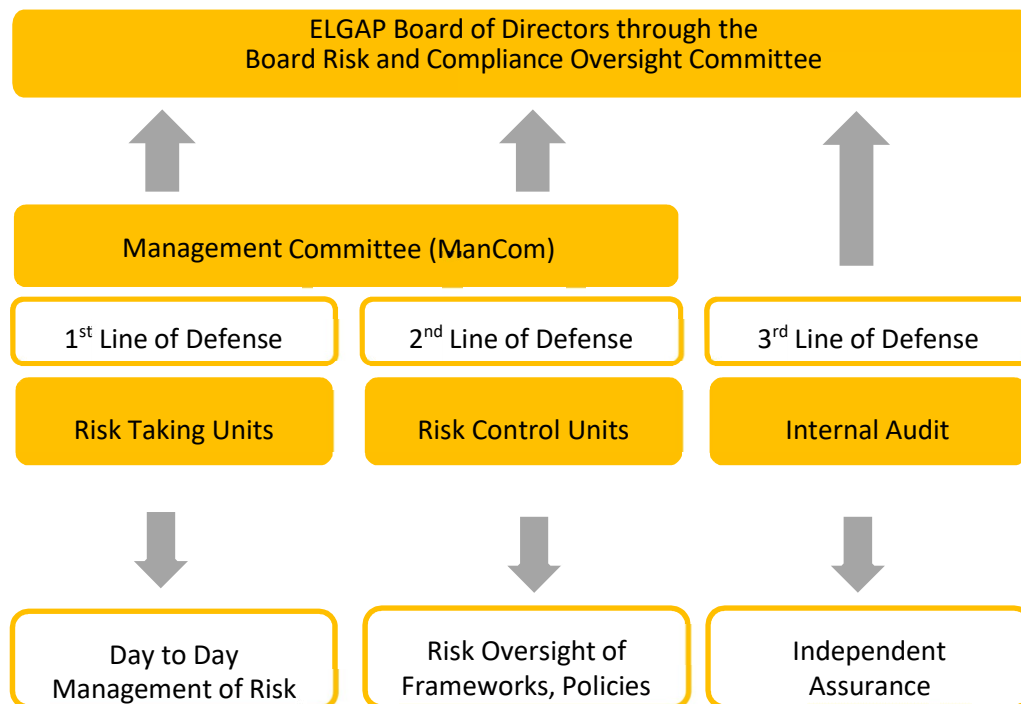 ELGAP Board of Directors through the
Board Risk and Compliance Oversight Committee
Management Committee (ManCom)
1st Line of Defense
2nd Line of Defense
3rd Line of Defense
Risk Taking Units
Risk Control Units
Internal Audit
Day to Day
Management of Risk
Risk Oversight of
Frameworks, Policies
Independent
Assurance